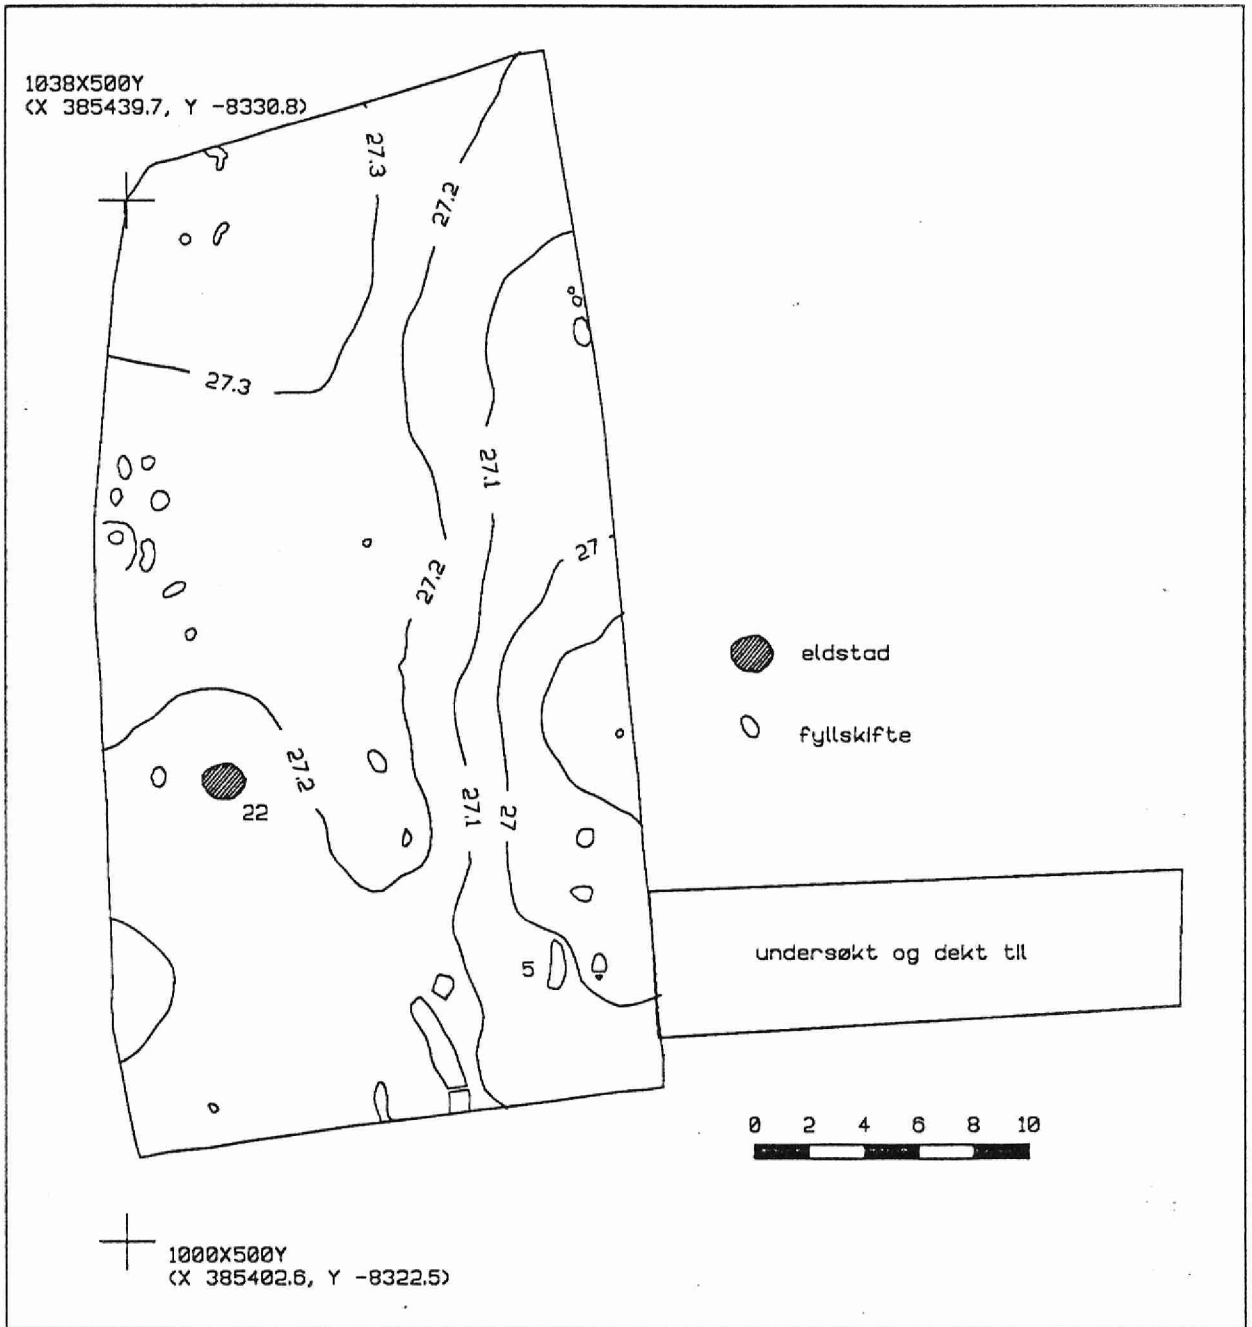 1038X500Y
(X 385439.7, Y -8330.8)
27.3
27.2
27.3
27.1
27
27.2
eldstad
fyllskifte
27.2
22
27.1
27
undersøkt og dekt til
5
0 2 4 6 8 10
1000X500Y
(X 385402.6, Y -8322.5)